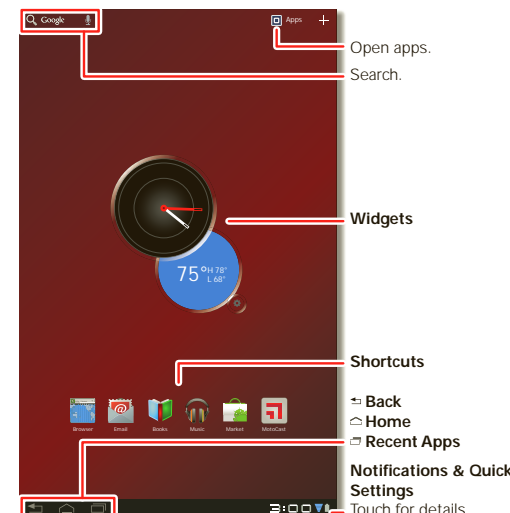 Google
Apps
Open apps.
Search.
Widgets
75° H 78°
L 68°
Shortcuts
Browser Email Books Music Market MotoCast
Back
Home
Recent Apps
Notifications & Quick
Settings
Touch for details